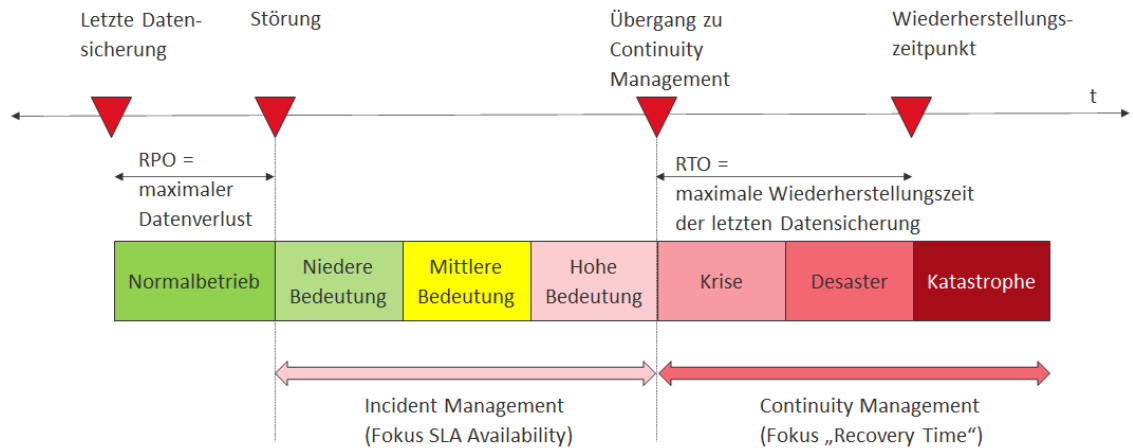 Letzte Daten-
sicherung
Störung
Übergang zu
Continuity
Management
Wiederherstellungs-
zeitpunkt
t
RPO =
maximaler
Datenverlust
RTO =
maximale Wiederherstellungszeit
der letzten Datensicherung
Normalbetrieb
Niedere
Bedeutung
Mittlere
Bedeutung
Hohe
Bedeutung
Krise
Desaster
Katastrophe
Incident Management
(Fokus SLA Availability)
Continuity Management
(Fokus „Recovery Time“)